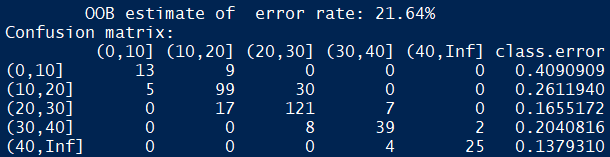 OOB estimate of  error rate: 21.64%
Confusion matrix:
(0,10] (10,20] (20,30] (30,40] (40,Inf] class.error
(0,10] 13 9 0 0 0 0.4090909
(10,20] 5 99 30 0 0 0.2611940
(20,30] 0 17 121 7 0 0.1655172
(30,40] 0 0 8 39 2 0.2040816
(40,Inf] 0 0 0 4 25 0.1379310